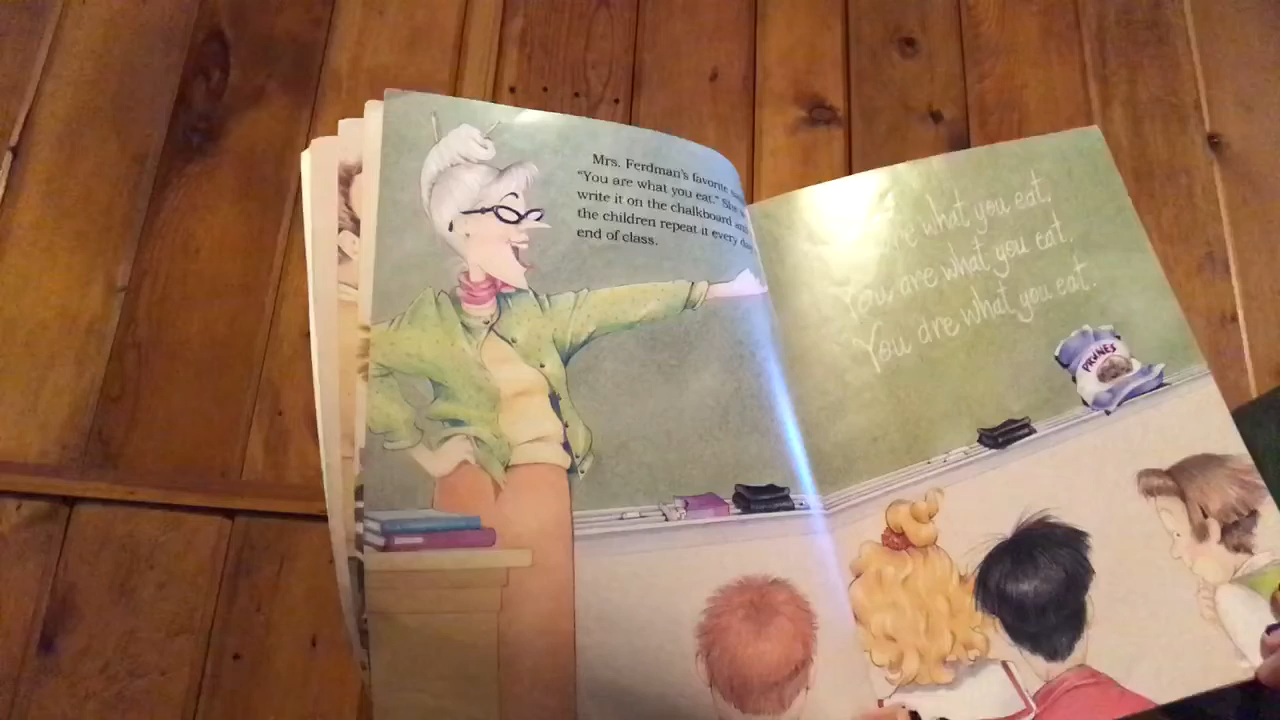 Mrs. Ferdman's favorite
"You are what you eat." She
write it on the chalkboard and
the children repeat it every day
end of class.
are what you eat.
You are what you eat.
You are what you eat.
PRUNES